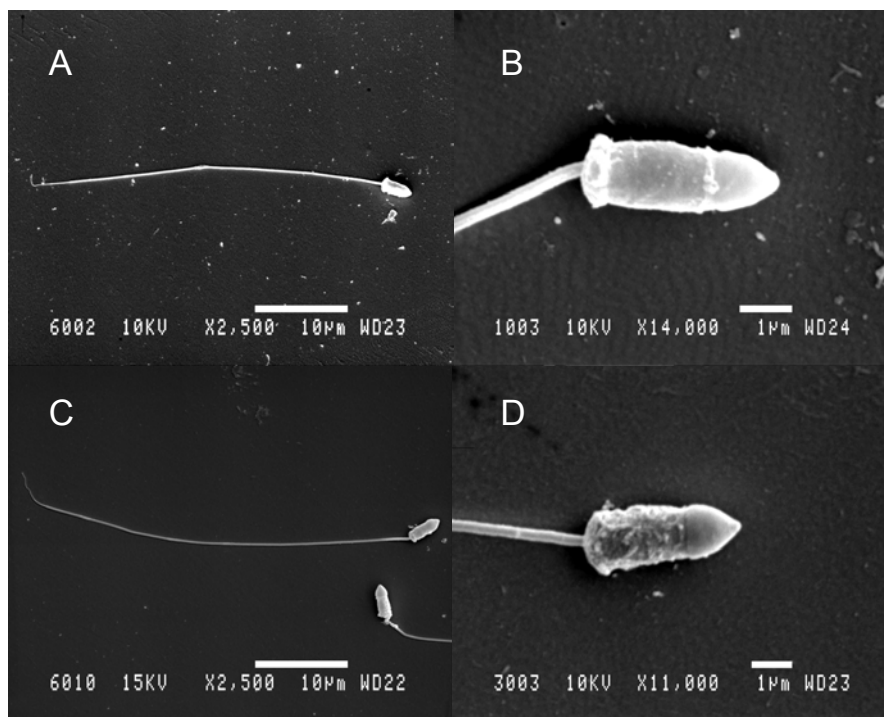 A
6002 10KV X2,500 10μm WD23
B
1003 10KV X14,000 1μm WD24
C
6010 15KV X2,500 10μm WD22
D
3003 10KV X11,000 1μm WD23